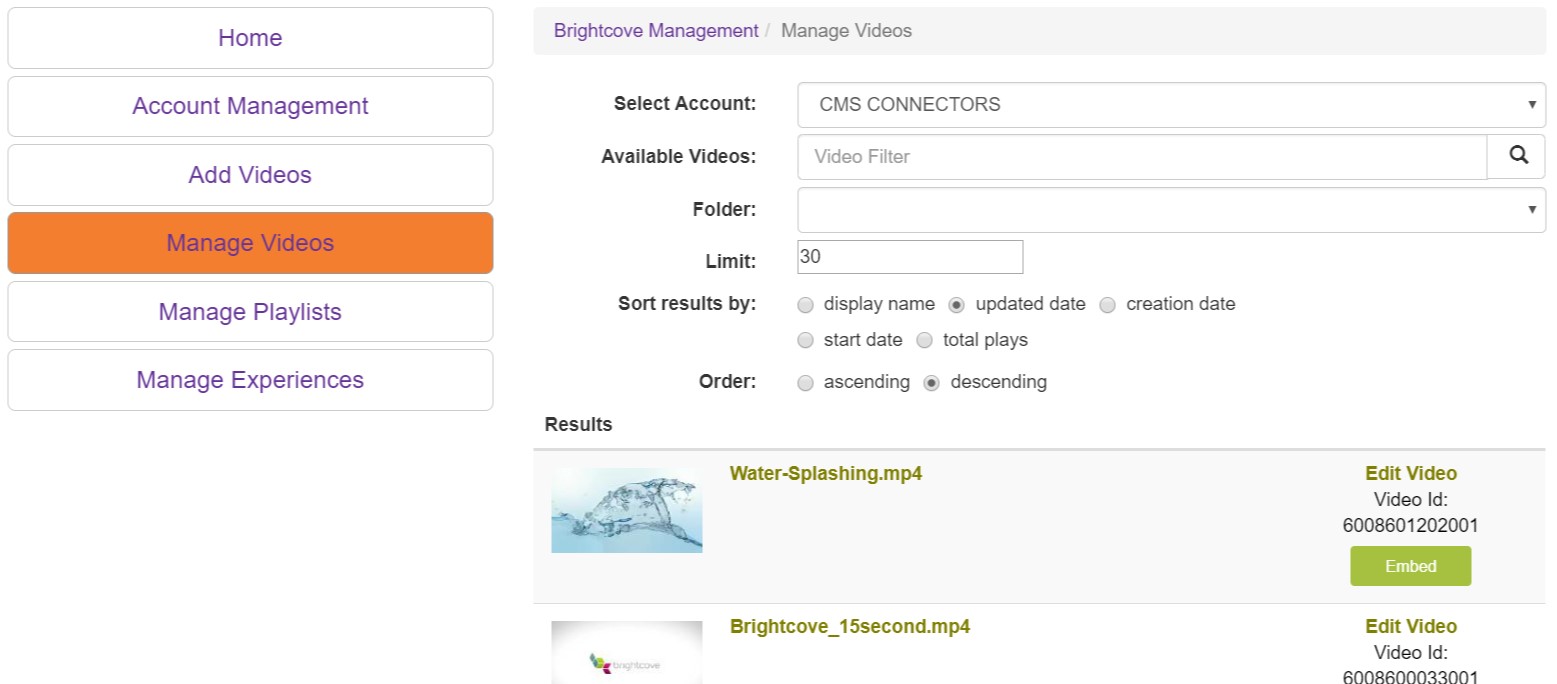 Home
Account Management
Add Videos
Manage Videos
Manage Playlists
Manage Experiences
Brightcove Management / Manage Videos
Select Account: CMS CONNECTORS
Available Videos: Video Filter
Folder:
Limit: 30
Sort results by: display name updated date creation date
start date total plays
Order: ascending descending
Results
Water-Splashing.mp4 Edit Video
Video Id:
6008601202001
Embed
Brightcove_15second.mp4 Edit Video
brightcove Video Id:
6008600033001